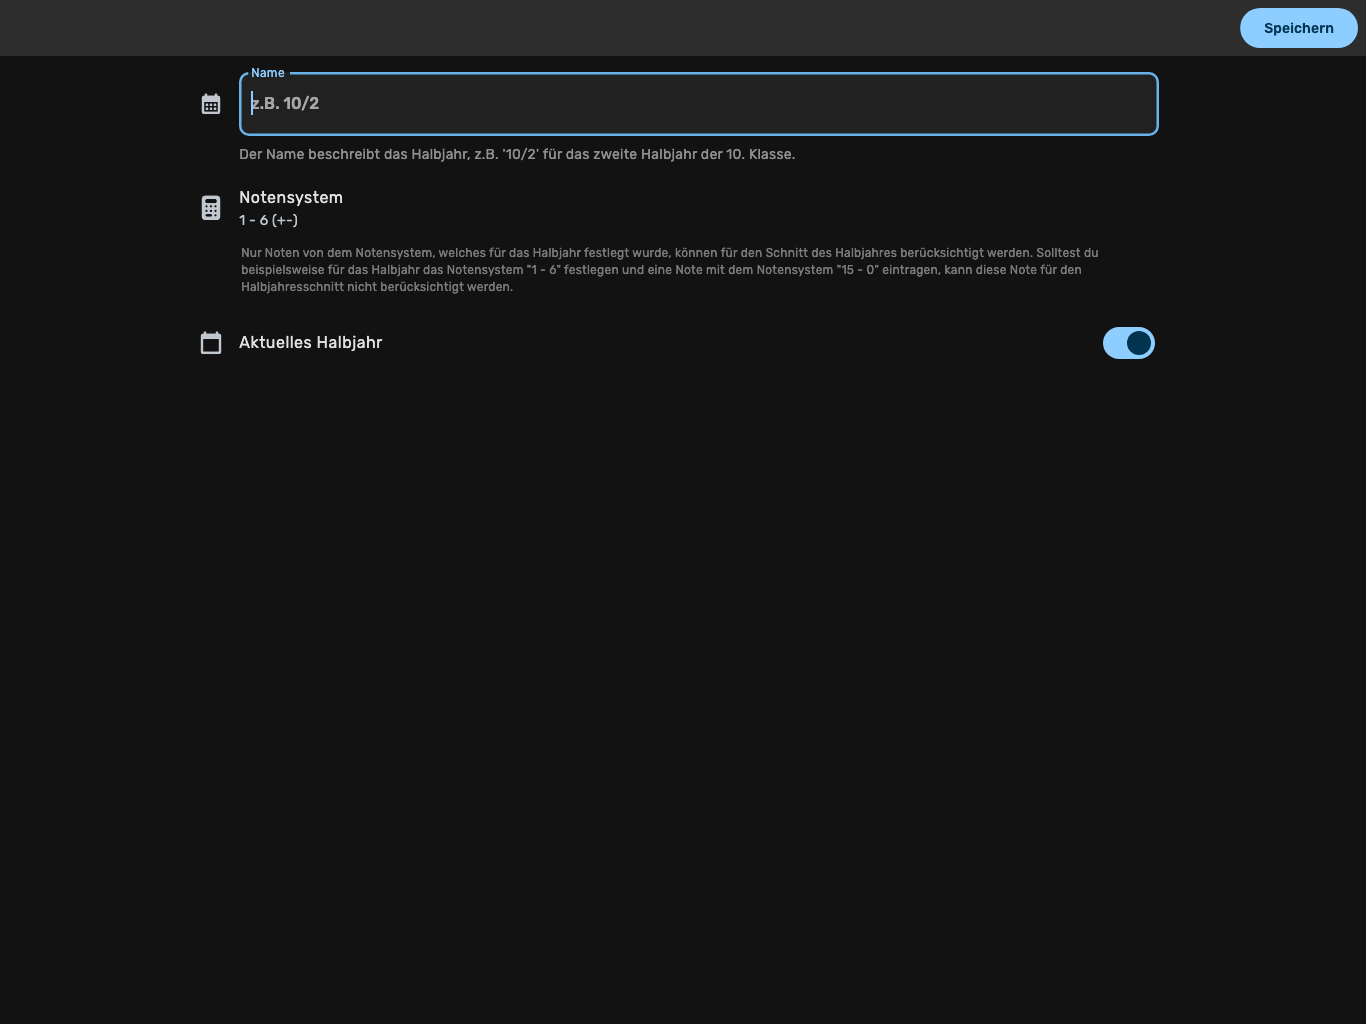 Speichern
Name
z.B. 10/2
Der Name beschreibt das Halbjahr, z.B. '10/2' für das zweite Halbjahr der 10. Klasse.
Notensystem
1 - 6 (+-)
Nur Noten von dem Notensystem, welches für das Halbjahr festlegt wurde, können für den Schnitt des Halbjahres berücksichtigt werden. Solltest du
beispielsweise für das Halbjahr das Notensystem "1 - 6" festlegen und eine Note mit dem Notensystem "15 - 0" eintragen, kann diese Note für den
Halbjahresschnitt nicht berücksichtigt werden.
Aktuelles Halbjahr